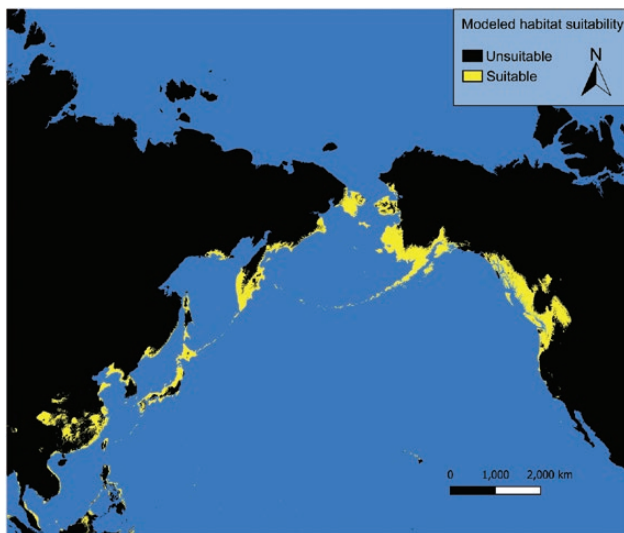 Modeled habitat suitability
Unsuitable
Suitable
N
0 1,000 2,000 km